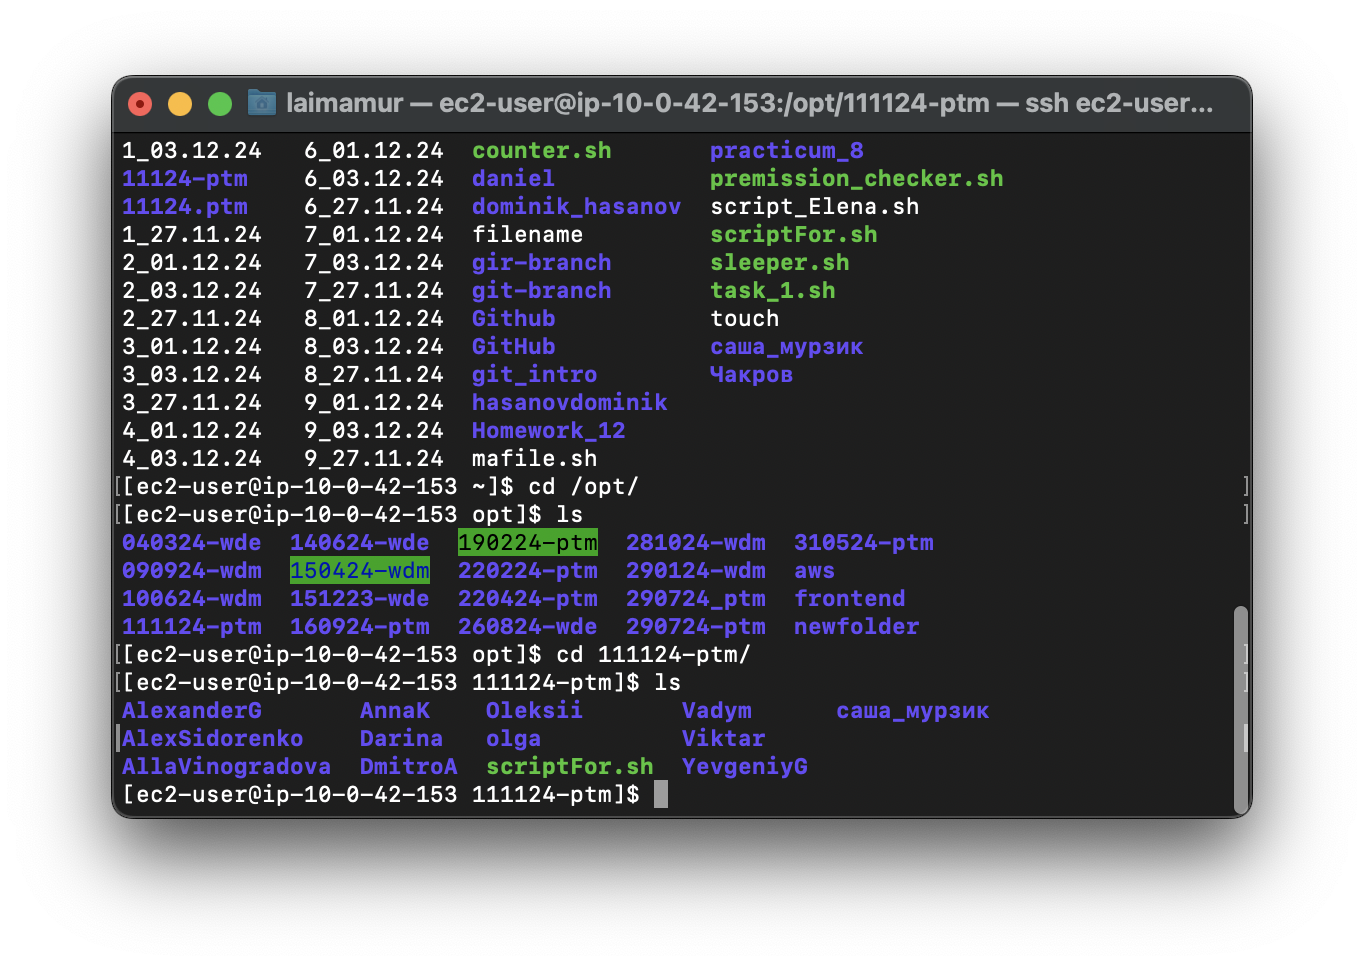 laimamur — ec2-user@ip-10-0-42-153:/opt/111124-ptm — ssh ec2-user...
1_03.12.24 6_01.12.24 counter.sh practicum_8
11124-ptm 6_03.12.24 daniel premission_checker.sh
11124.ptm 6_27.11.24 dominik_hasanov script_Elena.sh
1_27.11.24 7_01.12.24 filename scriptFor.sh
2_01.12.24 7_03.12.24 gir-branch sleeper.sh
2_03.12.24 7_27.11.24 git-branch task_1.sh
2_27.11.24 8_01.12.24 Github touch
3_01.12.24 8_03.12.24 GitHub саша_мурзик
3_03.12.24 8_27.11.24 git_intro Чакров
3_27.11.24 9_01.12.24 hasanovdominik
4_01.12.24 9_03.12.24 Homework_12
4_03.12.24 9_27.11.24 mafile.sh
[[ec2-user@ip-10-0-42-153 ~]$ cd /opt/ ]
[[ec2-user@ip-10-0-42-153 opt]$ ls ]
040324-wde 140624-wde 190224-ptm 281024-wdm 310524-ptm
090924-wdm 150424-wdm 220224-ptm 290124-wdm aws
100624-wdm 151223-wde 220424-ptm 290724_ptm frontend
111124-ptm 160924-ptm 260824-wde 290724-ptm newfolder
[[ec2-user@ip-10-0-42-153 opt]$ cd 111124-ptm/ ]
[[ec2-user@ip-10-0-42-153 111124-ptm]$ ls ]
AlexanderG AnnaK Oleksii Vadym саша_мурзик
AlexSidorenko Darina olga Viktar
AllaVinogradova DmitroA scriptFor.sh YevgeniyG
[ec2-user@ip-10-0-42-153 111124-ptm]$